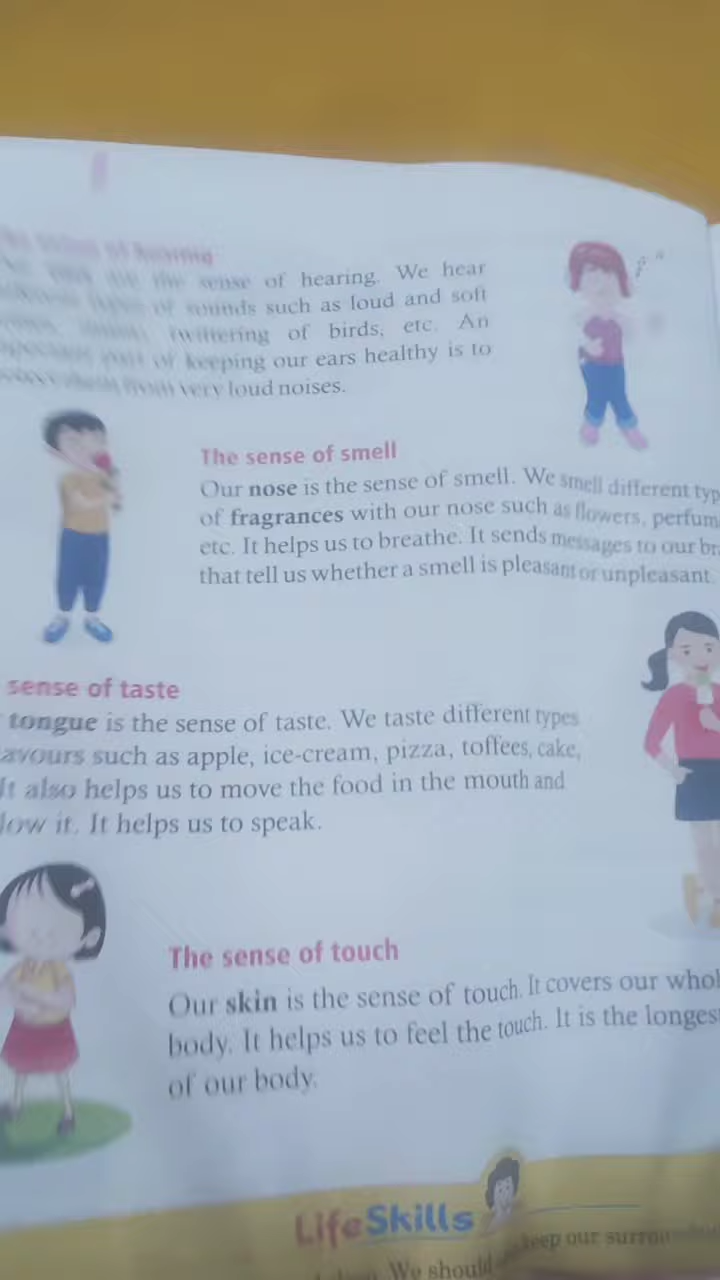 of hearing
the sense of hearing. We hear
types of sounds such as loud and soft
twittering of birds, etc. An
part of keeping our ears healthy is to
from very loud noises.
The sense of smell
Our nose is the sense of smell. We smell different typ
of fragrances with our nose such as flowers, perfum
etc. It helps us to breathe. It sends messages to our br
that tell us whether a smell is pleasant or unpleasant.
sense of taste
tongue is the sense of taste. We taste different types
avours such as apple, ice-cream, pizza, toffees, cake,
It also helps us to move the food in the mouth and
low it. It helps us to speak.
The sense of touch
Our skin is the sense of touch. It covers our whol
body. It helps us to feel the touch. It is the longes
of our body.
Life Skills
We should keep our